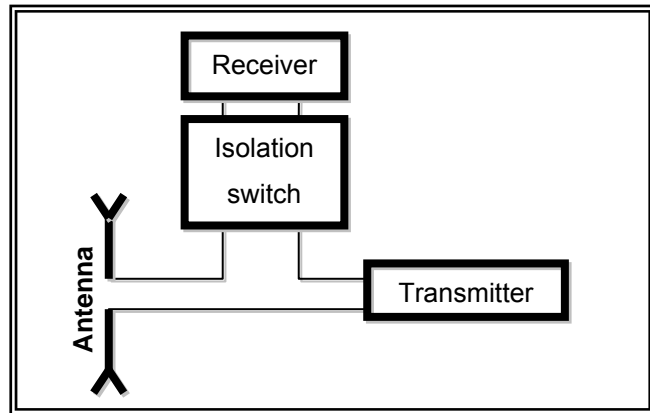 Receiver
Isolation
switch
Antenna
Transmitter